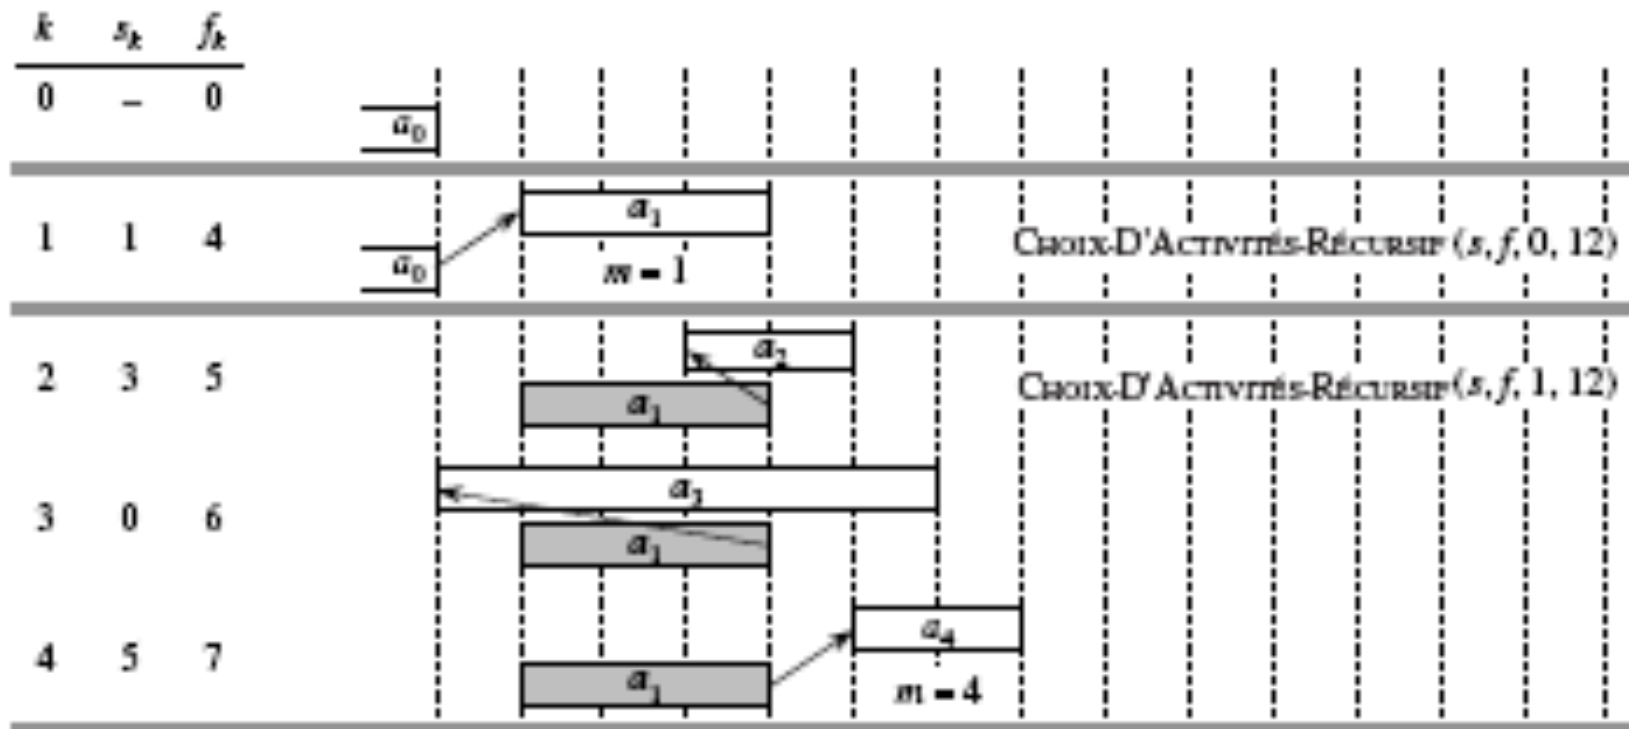 k s_k f_k
0 – 0
a_0
a_1
1 1 4 CHOIX-D'ACTIVITÉS-RÉCURSIF (s, f, 0, 12)
a_0 m = 1
a_2
2 3 5 CHOIX-D'ACTIVITÉS-RÉCURSIF (s, f, 1, 12)
a_1
a_3
3 0 6
a_1
a_4
4 5 7
a_1 m = 4